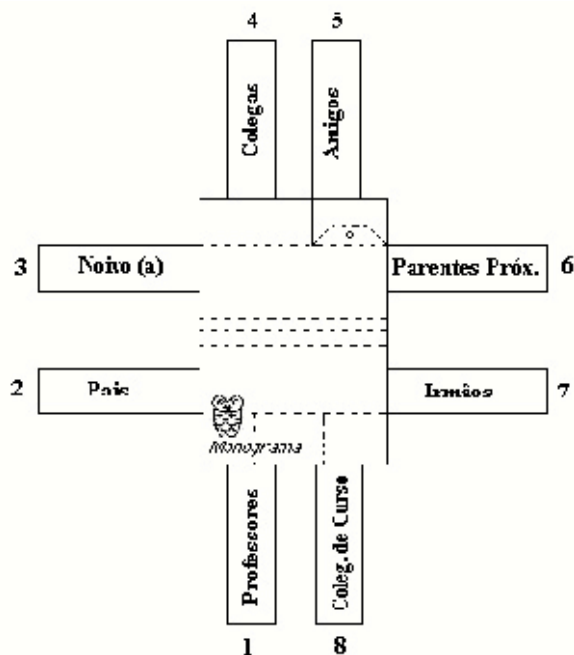 4
5
Colegas
Amigos
3
Noivo (a)
Parentes Próx.
6
2
Pais
Irmãos
7
Monograma
Professores
Coleg. de Curso
1
8